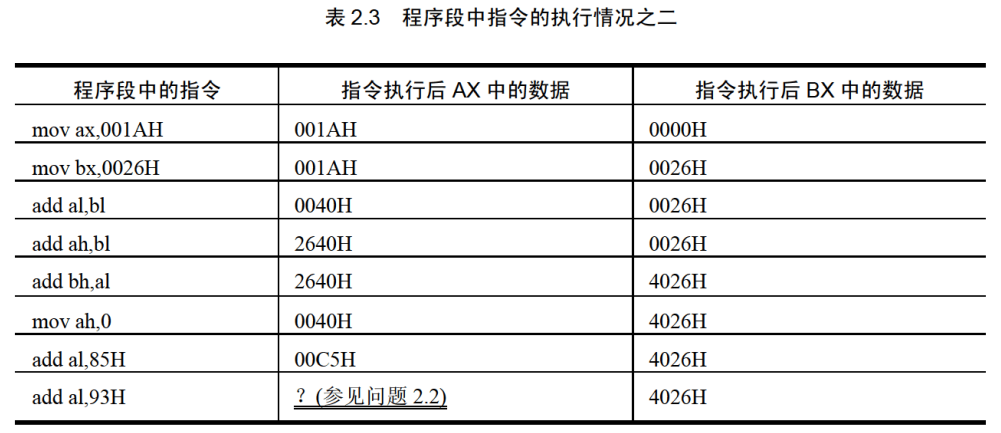 表 2.3 程序段中指令的执行情况之二
程序段中的指令 指令执行后 AX 中的数据 指令执行后 BX 中的数据
mov ax,001AH 001AH 0000H
mov bx,0026H 001AH 0026H
add al,bl 0040H 0026H
add ah,bl 2640H 0026H
add bh,al 2640H 4026H
mov ah,0 0040H 4026H
add al,85H 00C5H 4026H
add al,93H ？(参见问题 2.2) 4026H